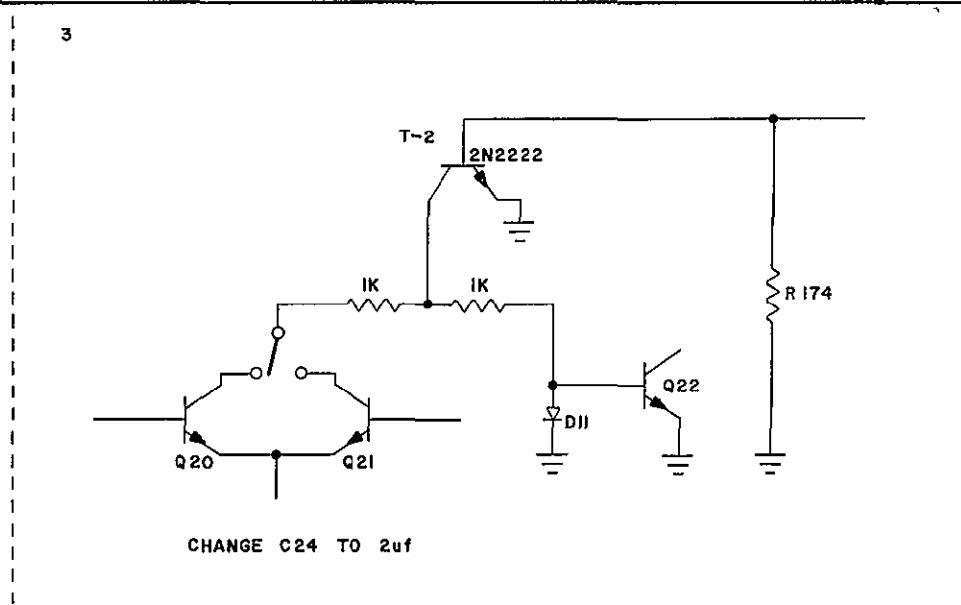 3
T-2
2N2222
1K
1K
R174
Q22
D11
Q20
Q21
CHANGE C24 TO 2uf